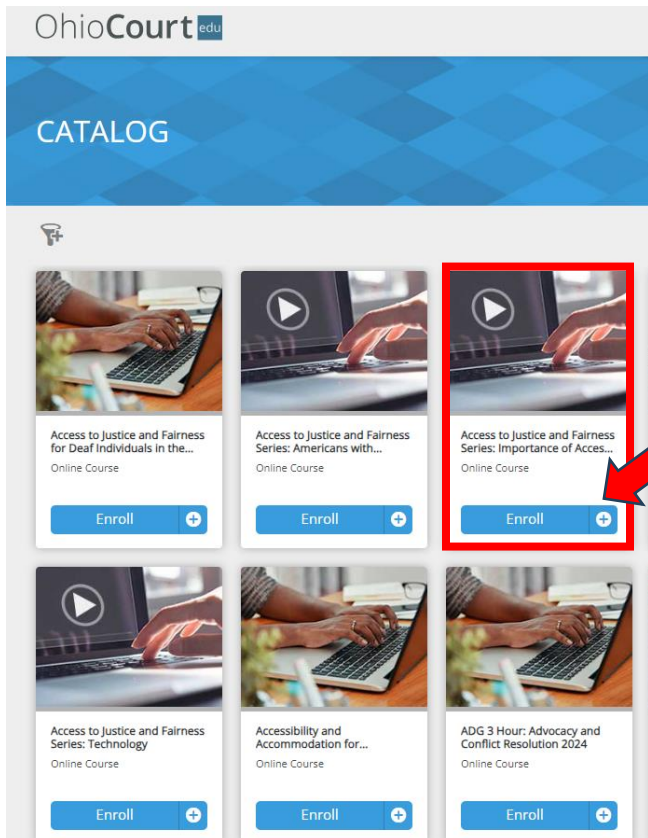 OhioCourt edu
CATALOG
Access to Justice and Fairness
for Deaf Individuals in the...
Online Course
Enroll
Access to Justice and Fairness
Series: Americans with...
Online Course
Enroll
Access to Justice and Fairness
Series: Importance of Acces...
Online Course
Enroll
Access to Justice and Fairness
Series: Technology
Online Course
Enroll
Accessibility and
Accommodation for...
Online Course
Enroll
ADG 3 Hour: Advocacy and
Conflict Resolution 2024
Online Course
Enroll